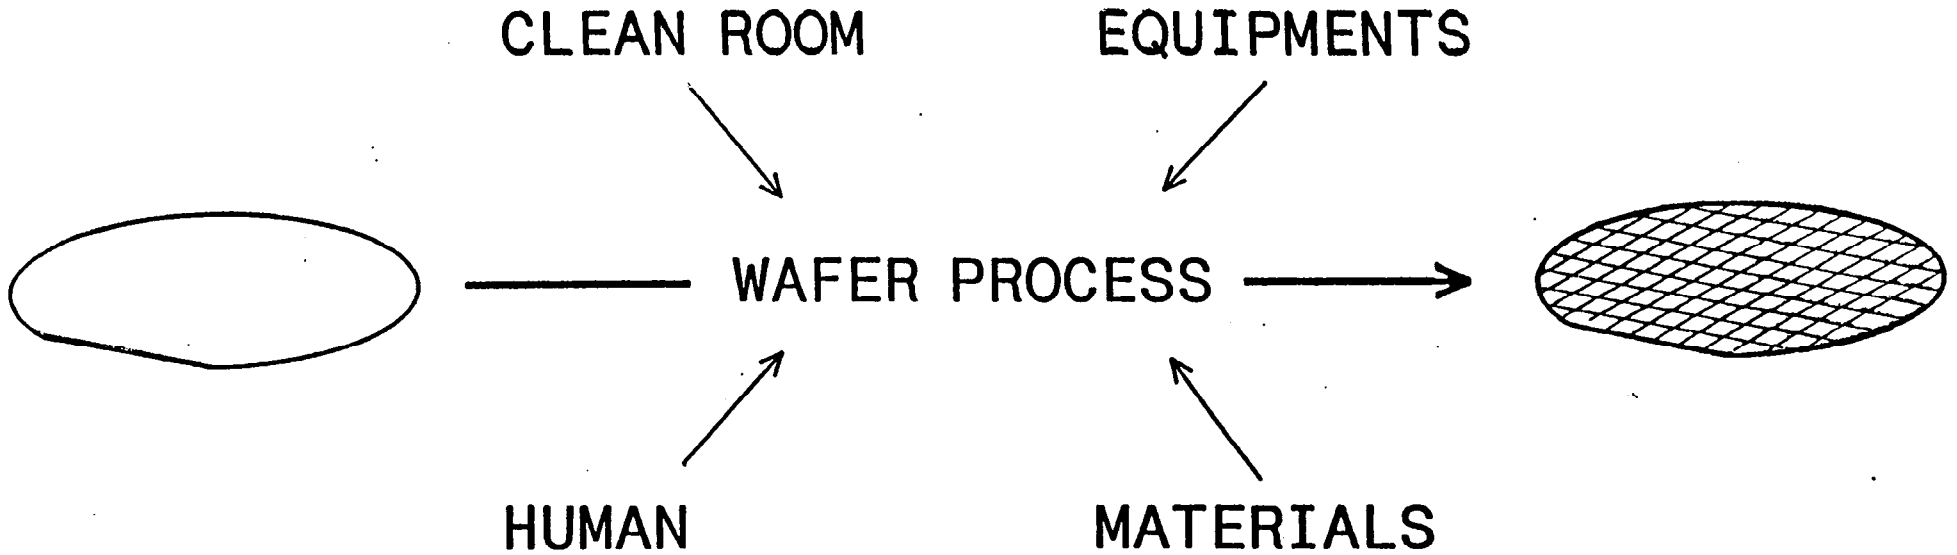 CLEAN ROOM
EQUIPMENTS
WAFER PROCESS
HUMAN
MATERIALS